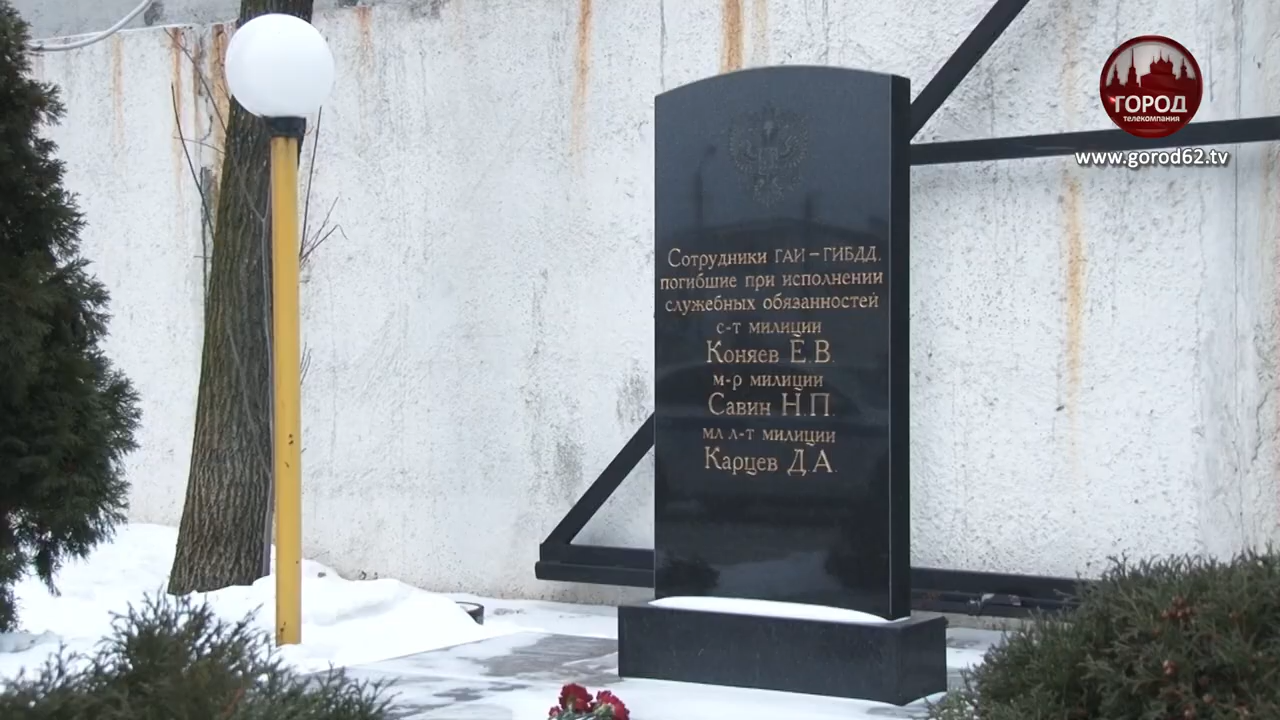 ГОРОД
телекомпания
www.gorod62.tv
Сотрудники ГАИ – ГИБДД,
погибшие при исполнении
служебных обязанностей
с-т милиции
Коняев Е.В.
м-р милиции
Савин Н.П.
мл л-т милиции
Карцев Д.А.